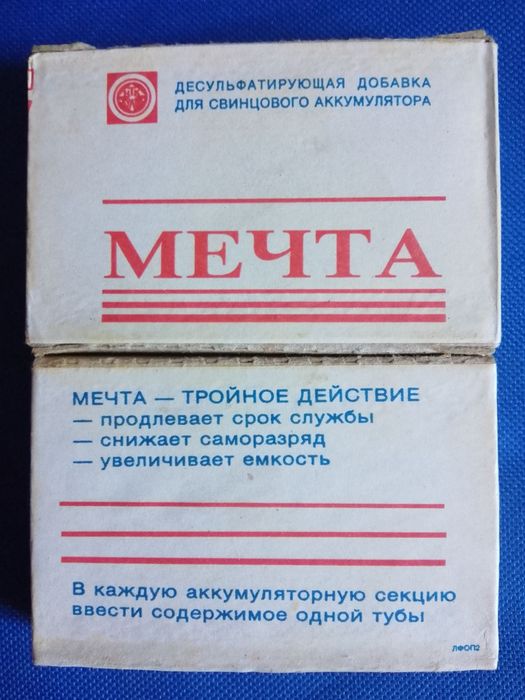 ДЕСУЛЬФАТИРУЮЩАЯ ДОБАВКА
ДЛЯ СВИНЦОВОГО АККУМУЛЯТОРА
МЕЧТА
МЕЧТА — ТРОЙНОЕ ДЕЙСТВИЕ
— продлевает срок службы
— снижает саморазряд
— увеличивает емкость
В каждую аккумуляторную секцию
ввести содержимое одной тубы
ЛФОП2